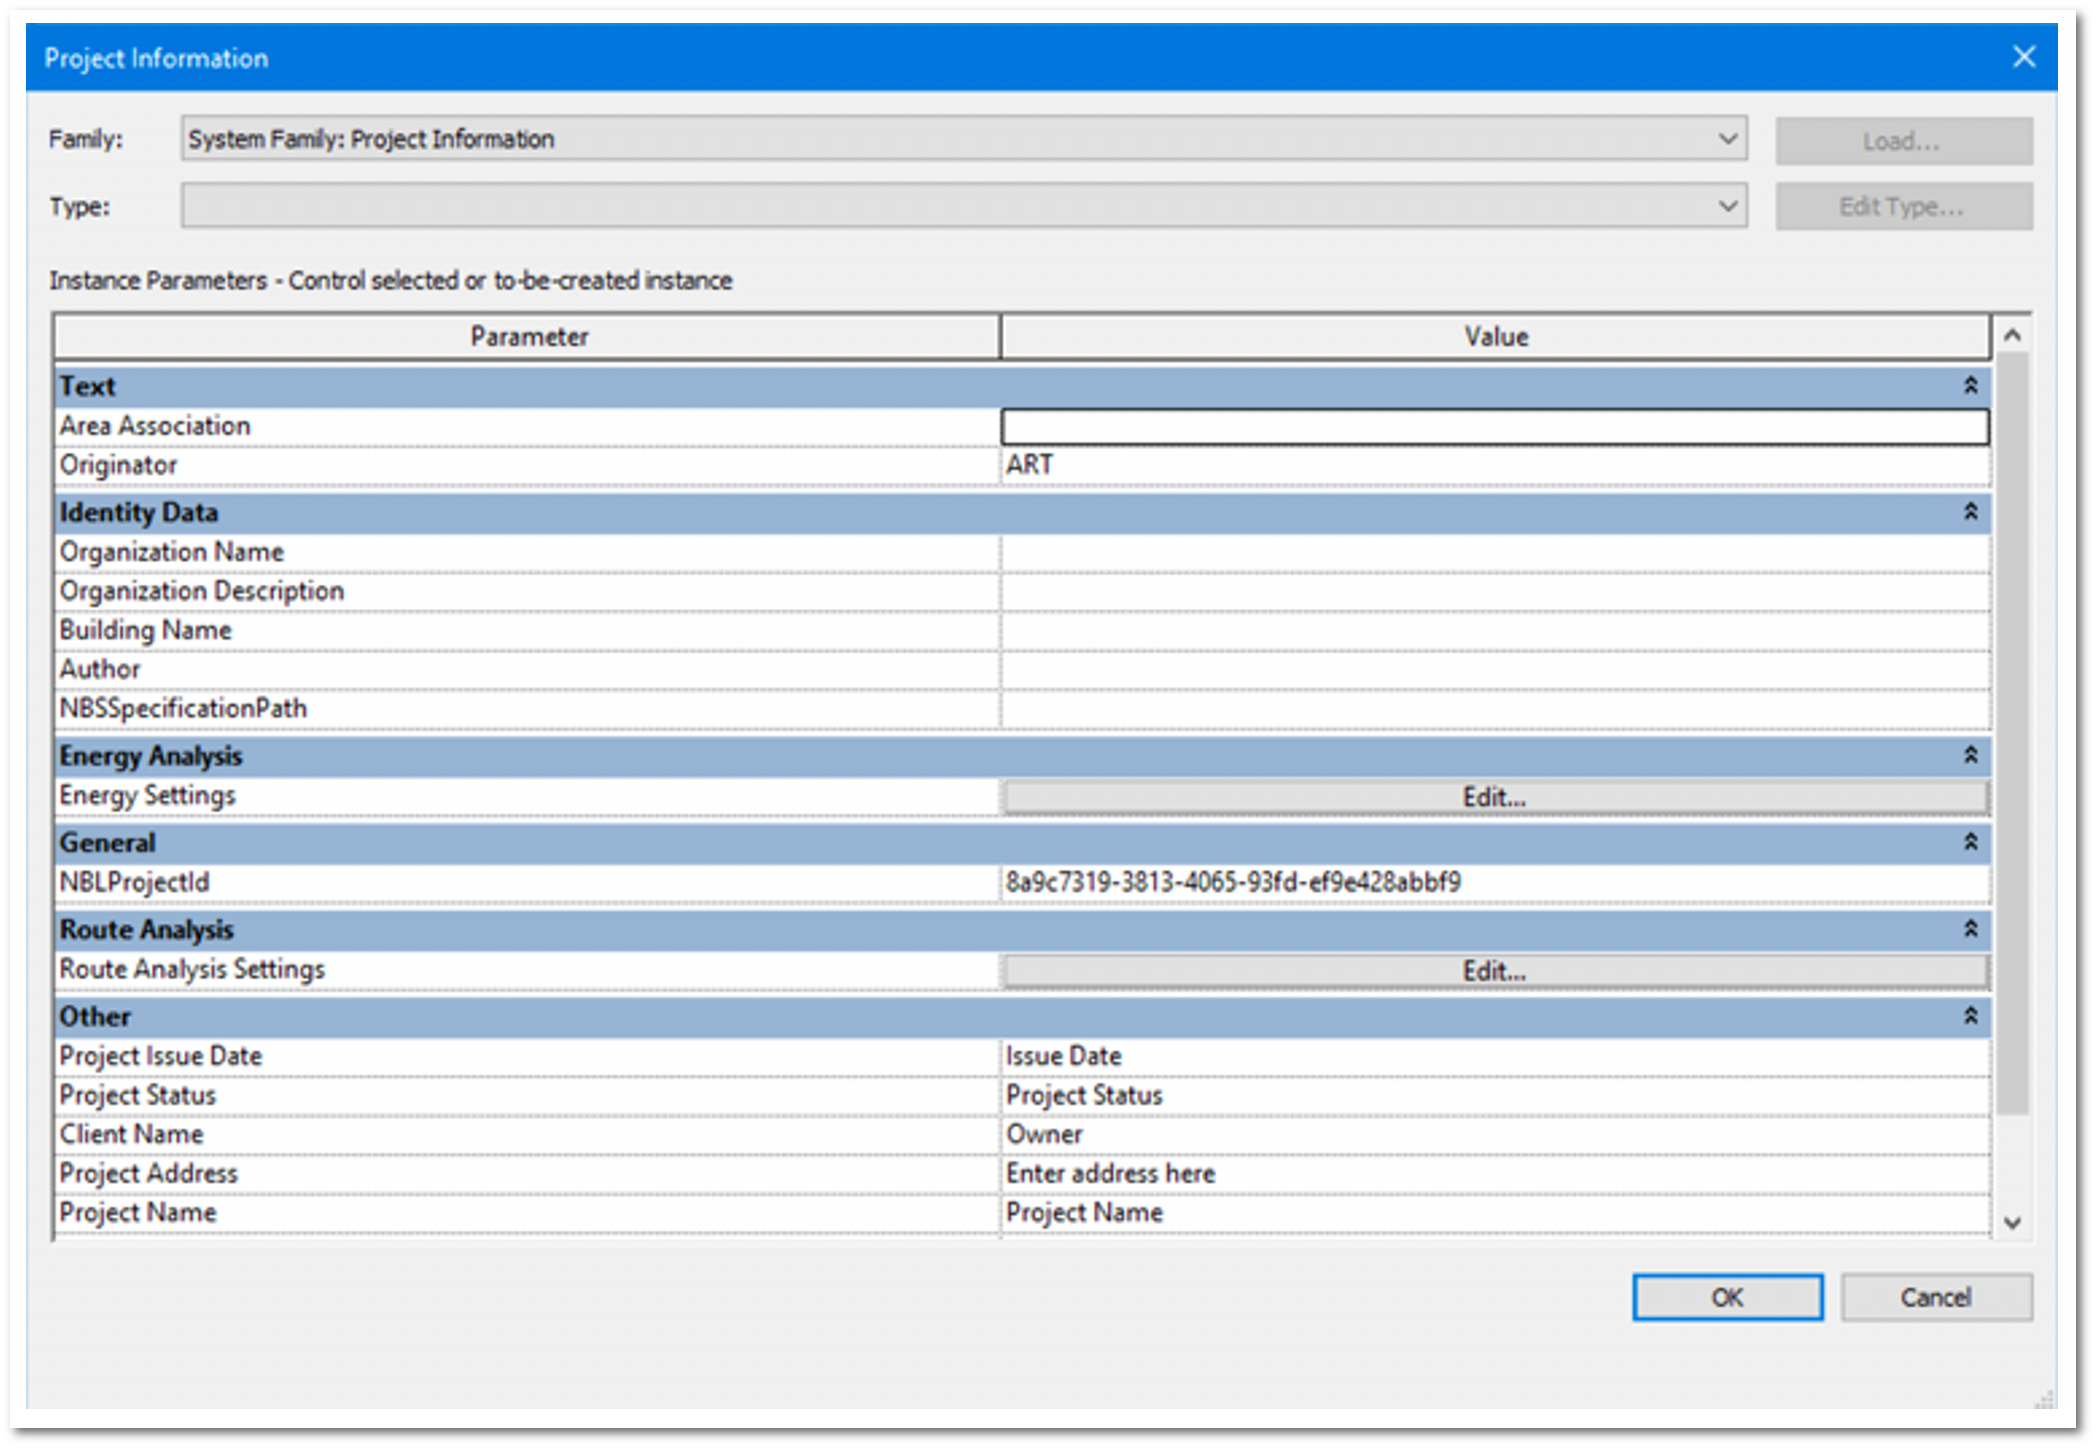 Project Information
Family: System Family: Project Information Load...
Type: Edit Type...
Instance Parameters - Control selected or to-be-created instance
Parameter Value
Text
Area Association
Originator ART
Identity Data
Organization Name
Organization Description
Building Name
Author
NBSSpecificationPath
Energy Analysis
Energy Settings Edit...
General
NBLProjectId 8a9c7319-3813-4065-93fd-ef9e428abbf9
Route Analysis
Route Analysis Settings Edit...
Other
Project Issue Date Issue Date
Project Status Project Status
Client Name Owner
Project Address Enter address here
Project Name Project Name
OK Cancel